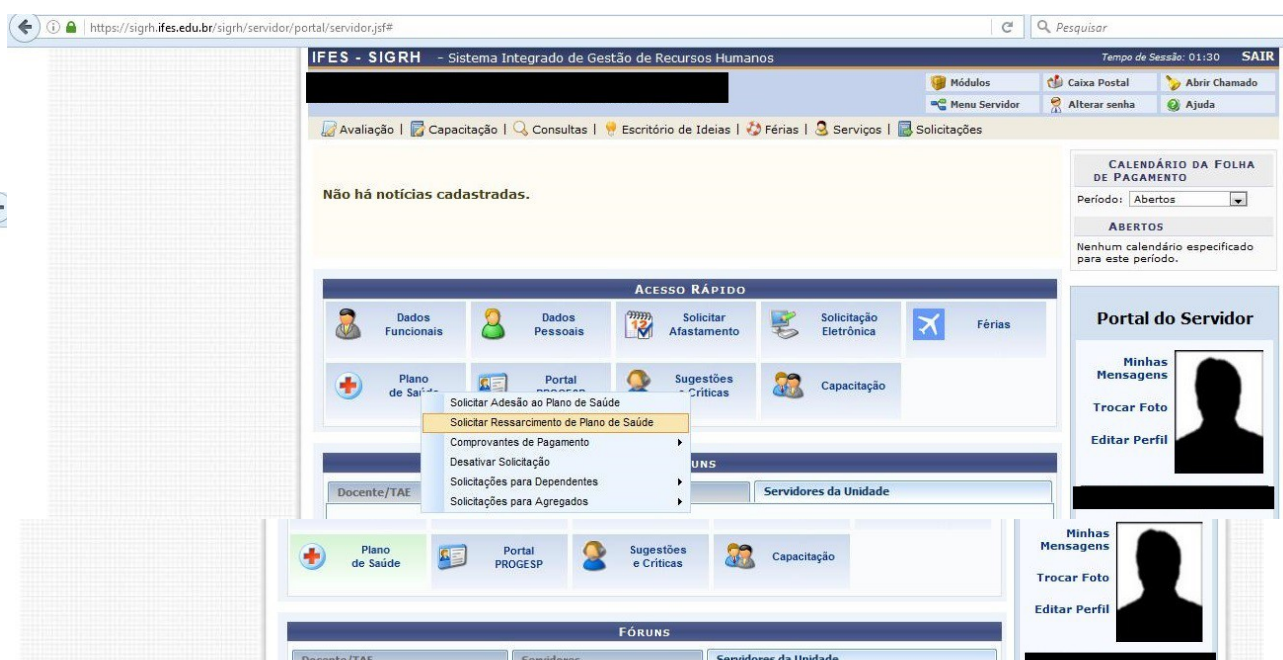 https://sigrh.ifes.edu.br/sigrh/servidor/portal/servidor.jsf#
Pesquisar
IFES - SIGRH - Sistema Integrado de Gestão de Recursos Humanos
Tempo de Sessão: 01:30 SAIR
Módulos Caixa Postal Abrir Chamado
Menu Servidor Alterar senha Ajuda
Avaliação | Capacitação | Consultas | Escritório de Ideias | Férias | Serviços | Solicitações
Não há notícias cadastradas.
CALENDÁRIO DA FOLHA
DE PAGAMENTO
Período: Abertos
ABERTOS
Nenhum calendário especificado
para este período.
ACESSO RÁPIDO
Dados
Funcionais
Dados
Pessoais
Solicitar
Afastamento
Solicitação
Eletrônica
Férias
Plano
de Saúde
Portal
PROGESP
Sugestões
e Críticas
Capacitação
Solicitar Adesão ao Plano de Saúde
Solicitar Ressarcimento de Plano de Saúde
Comprovantes de Pagamento
Desativar Solicitação
Solicitações para Dependentes
Solicitações para Agregados
UNS
Docente/TAE
Servidores da Unidade
Portal do Servidor
Minhas
Mensagens
Trocar Foto
Editar Perfil
Plano
de Saúde
Portal
PROGESP
Sugestões
e Críticas
Capacitação
Minhas
Mensagens
Trocar Foto
Editar Perfil
FÓRUNS
Docente/TAE Servidores Servidores da Unidade